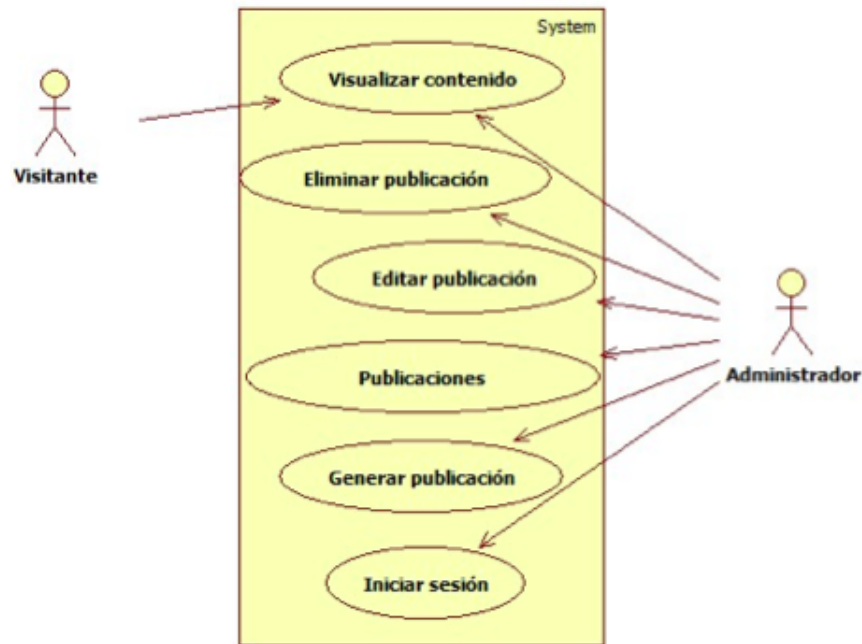 System
Visualizar contenido
Visitante
Eliminar publicación
Editar publicación
Administrador
Publicaciones
Generar publicación
Iniciar sesión